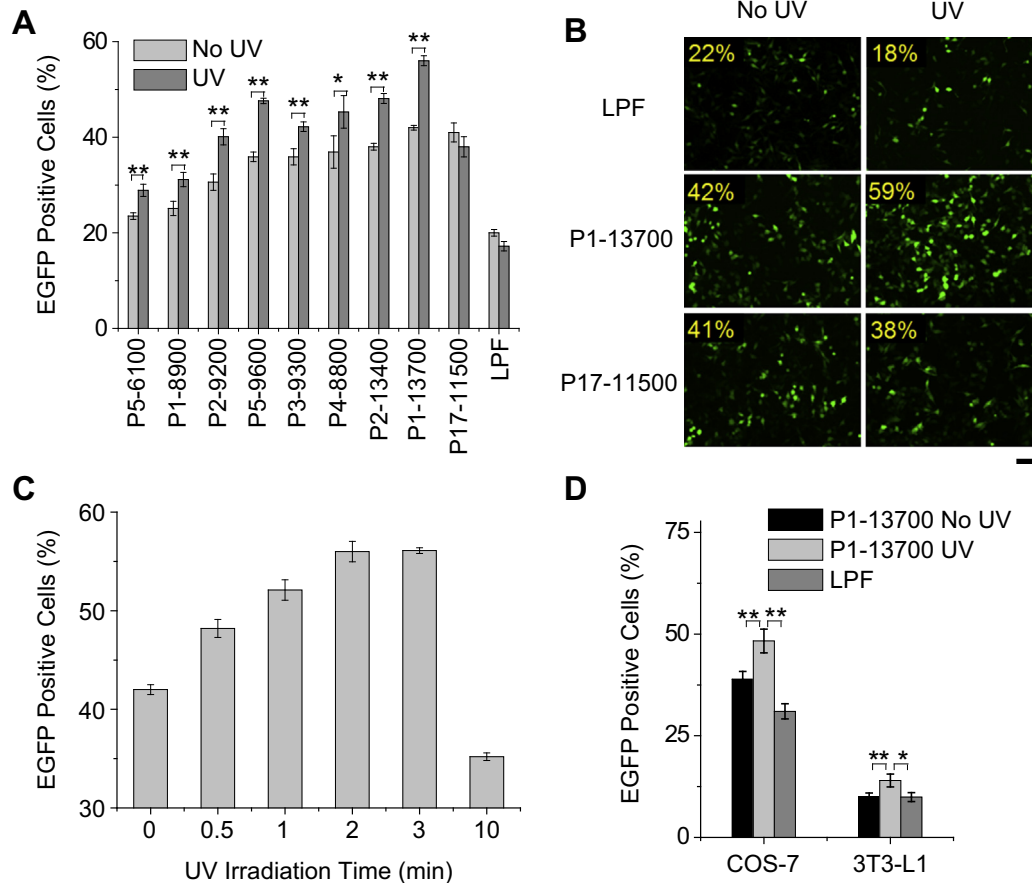 A
EGFP Positive Cells (%)
60
40
20
0
No UV
UV
**
**
**
**
**
*
**
**
P5-6100
P1-8900
P2-9200
P5-9600
P3-9300
P4-8800
P2-13400
P1-13700
P17-11500
LPF
B
No UV
UV
LPF
22%
18%
P1-13700
42%
59%
P17-11500
41%
38%
C
EGFP Positive Cells (%)
60
50
40
30
0
0.5
1
2
3
10
UV Irradiation Time (min)
D
EGFP Positive Cells (%)
75
50
25
0
P1-13700 No UV
P1-13700 UV
LPF
**
**
**
*
COS-7
3T3-L1